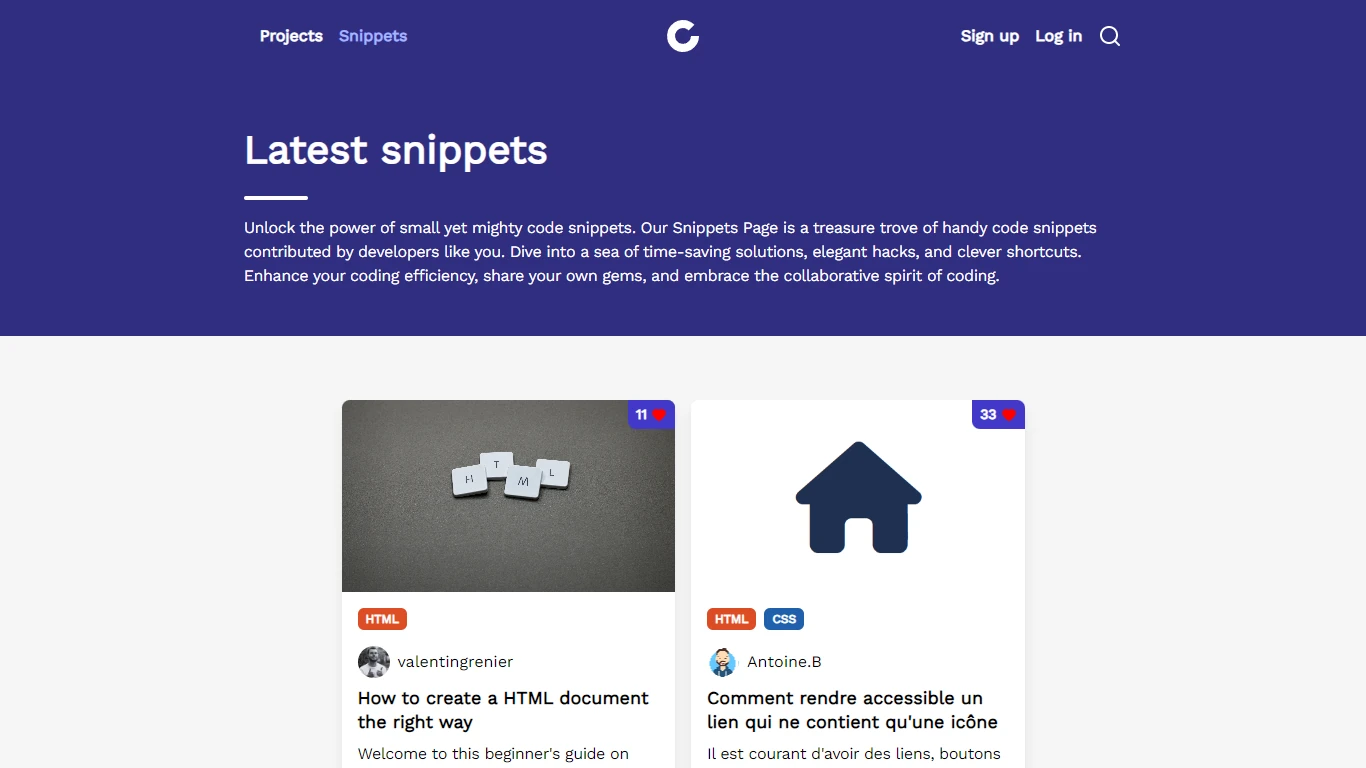 Projects Snippets Sign up Log in
Latest snippets
Unlock the power of small yet mighty code snippets. Our Snippets Page is a treasure trove of handy code snippets
contributed by developers like you. Dive into a sea of time-saving solutions, elegant hacks, and clever shortcuts.
Enhance your coding efficiency, share your own gems, and embrace the collaborative spirit of coding.
11
H T M L
HTML
valentingrenier
How to create a HTML document
the right way
Welcome to this beginner's guide on
33
HTML CSS
Antoine.B
Comment rendre accessible un
lien qui ne contient qu'une icône
Il est courant d'avoir des liens, boutons